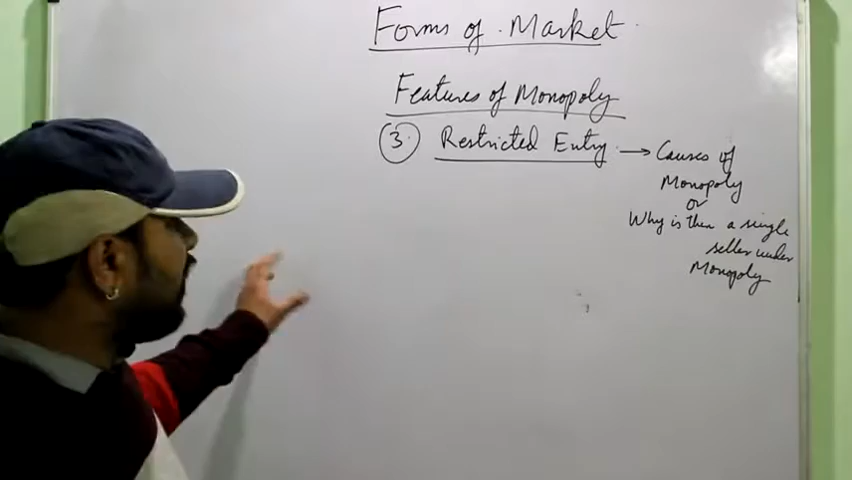 Forms of Market
Features of Monopoly
3. Restricted Entry → Causes of
Monopoly
or
Why is then a single
seller under
Monopoly